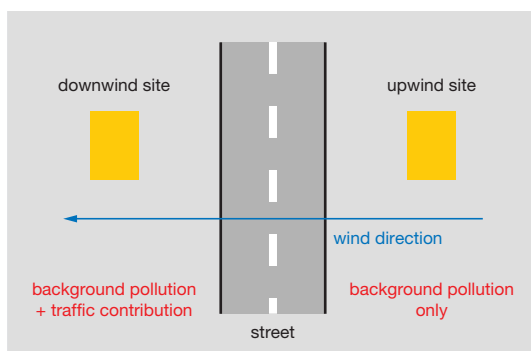 downwind site
upwind site
wind direction
background pollution
+ traffic contribution
background pollution
only
street